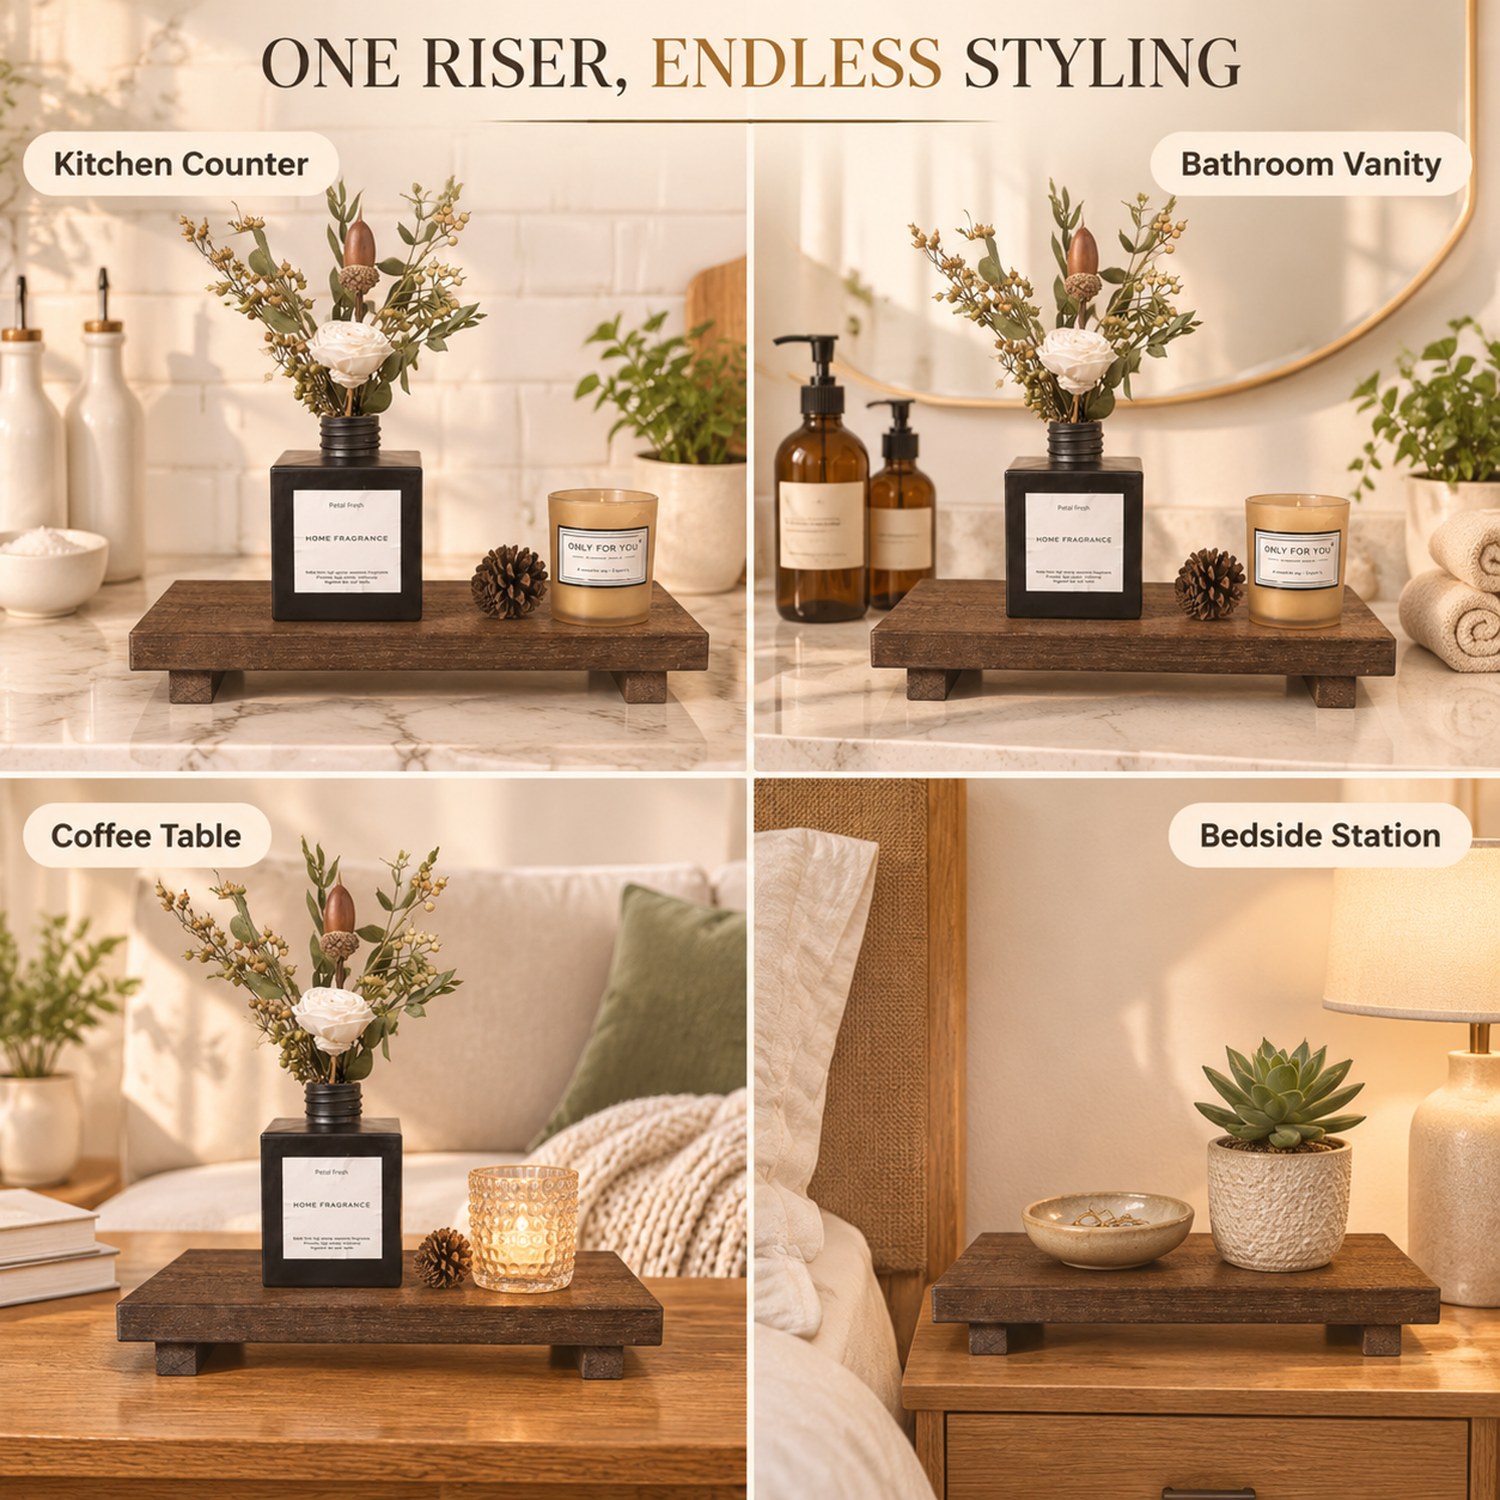 ONE RISER, ENDLESS STYLING
Kitchen Counter
Bathroom Vanity
Petal Fresh
HOME FRAGRANCE
ONLY FOR YOU
Petal Fresh
HOME FRAGRANCE
ONLY FOR YOU
Coffee Table
Bedside Station
Petal Fresh
HOME FRAGRANCE